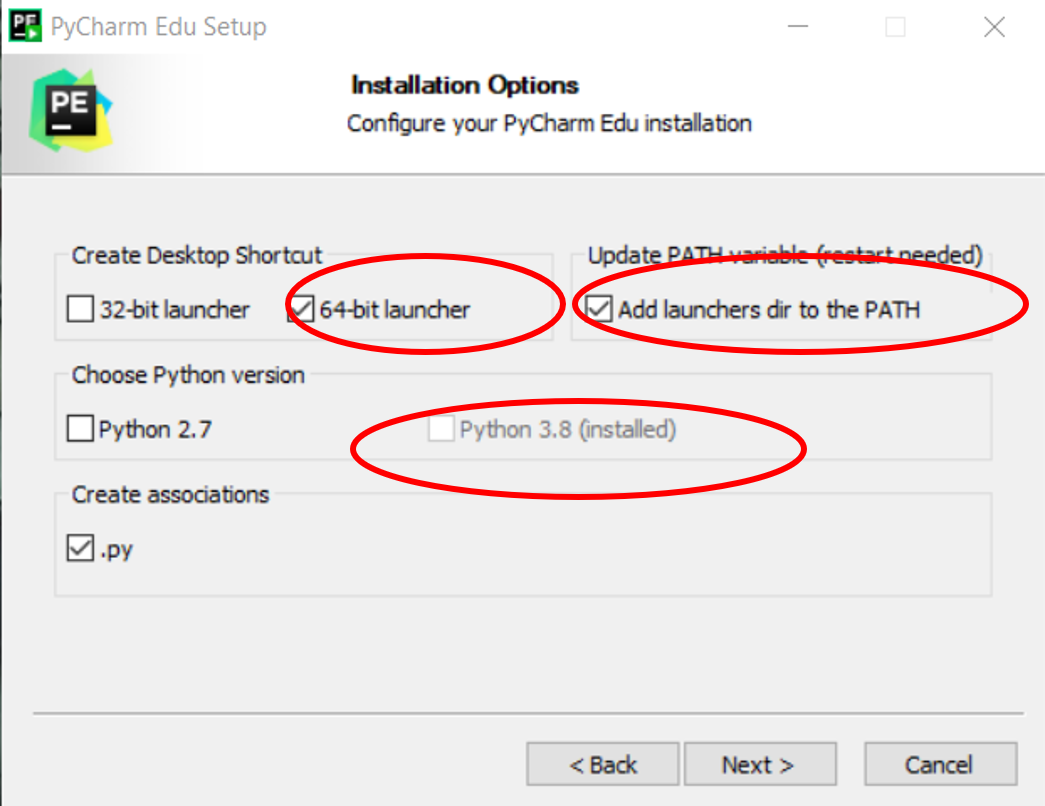 PyCharm Edu Setup
PE
Installation Options
Configure your PyCharm Edu installation
Create Desktop Shortcut
Update PATH variable (restart needed)
32-bit launcher
64-bit launcher
Add launchers dir to the PATH
Choose Python version
Python 2.7
Python 3.8 (installed)
Create associations
.py
< Back
Next >
Cancel